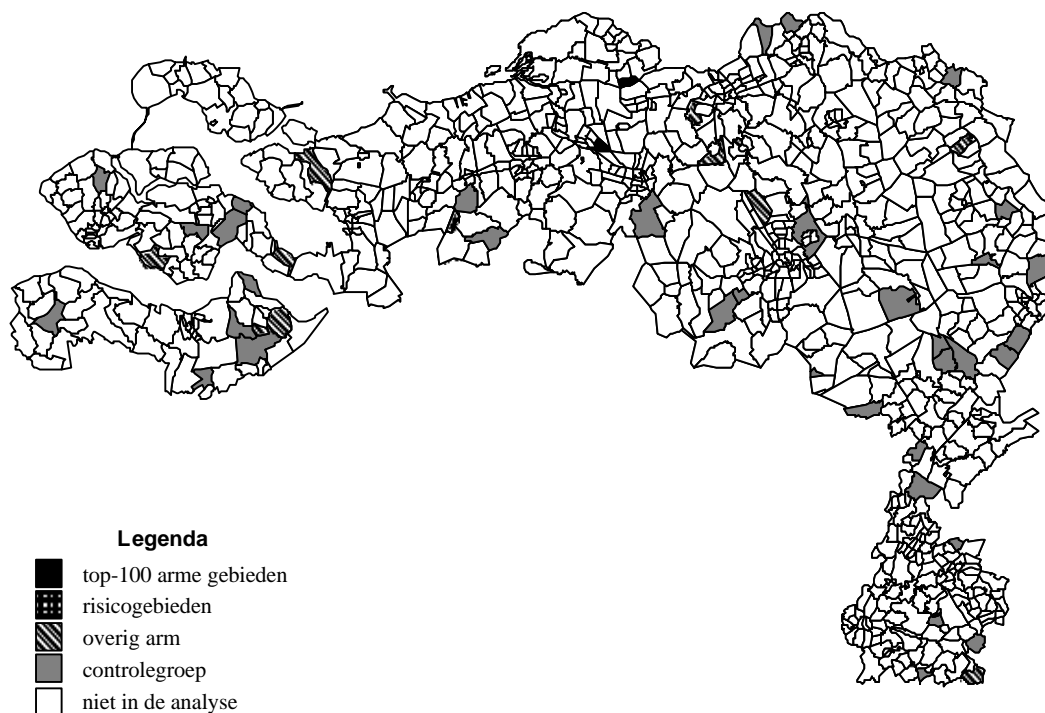 Legenda
top-100 arme gebieden
risicogebieden
overig arm
controlegroep
niet in de analyse